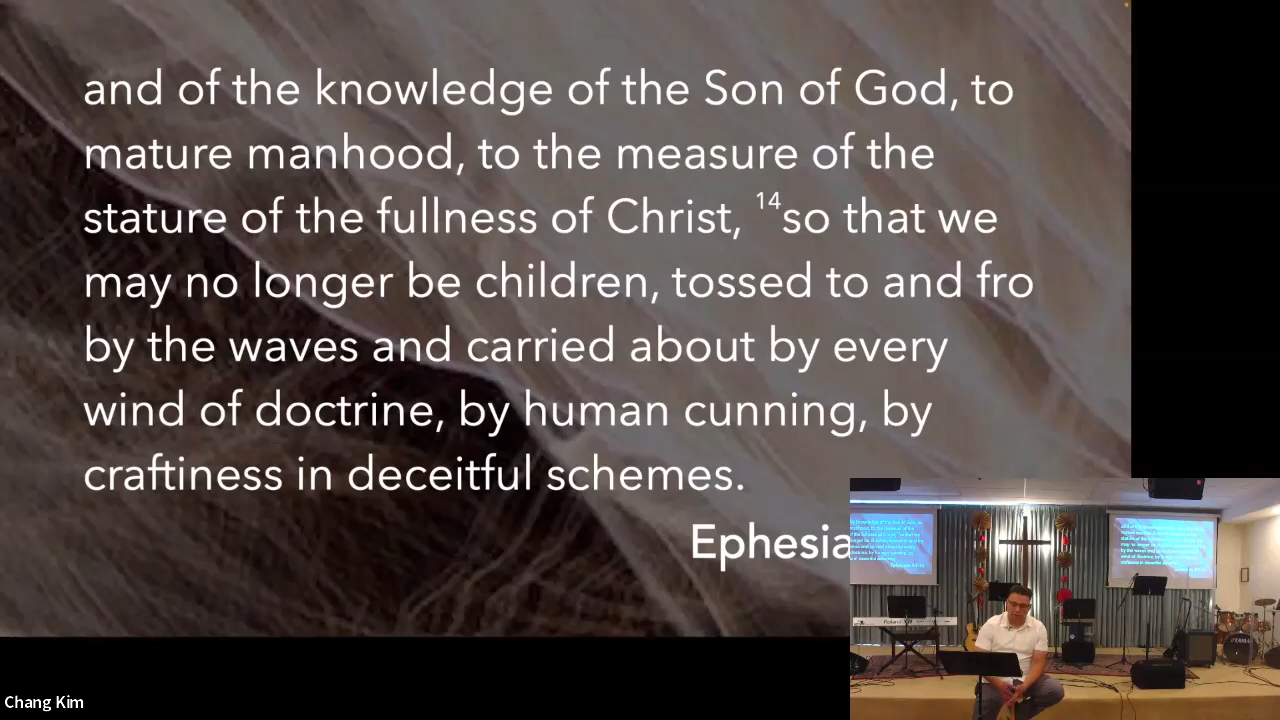 and of the knowledge of the Son of God, to
mature manhood, to the measure of the
stature of the fullness of Christ, 14so that we
may no longer be children, tossed to and fro
by the waves and carried about by every
wind of doctrine, by human cunning, by
craftiness in deceitful schemes.
Ephesia
Roland
TAMA
Chang Kim